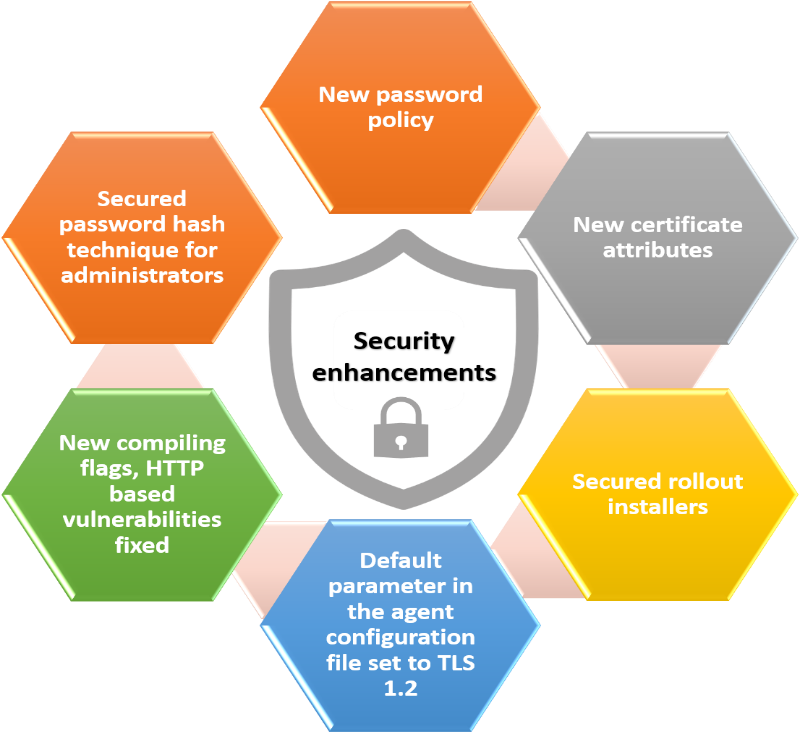 New password
policy
New certificate
attributes
Secured rollout
installers
Default
parameter in
the agent
configuration
file set to TLS
1.2
New compiling
flags, HTTP
based
vulnerabilities
fixed
Secured
password hash
technique for
administrators
Security
enhancements